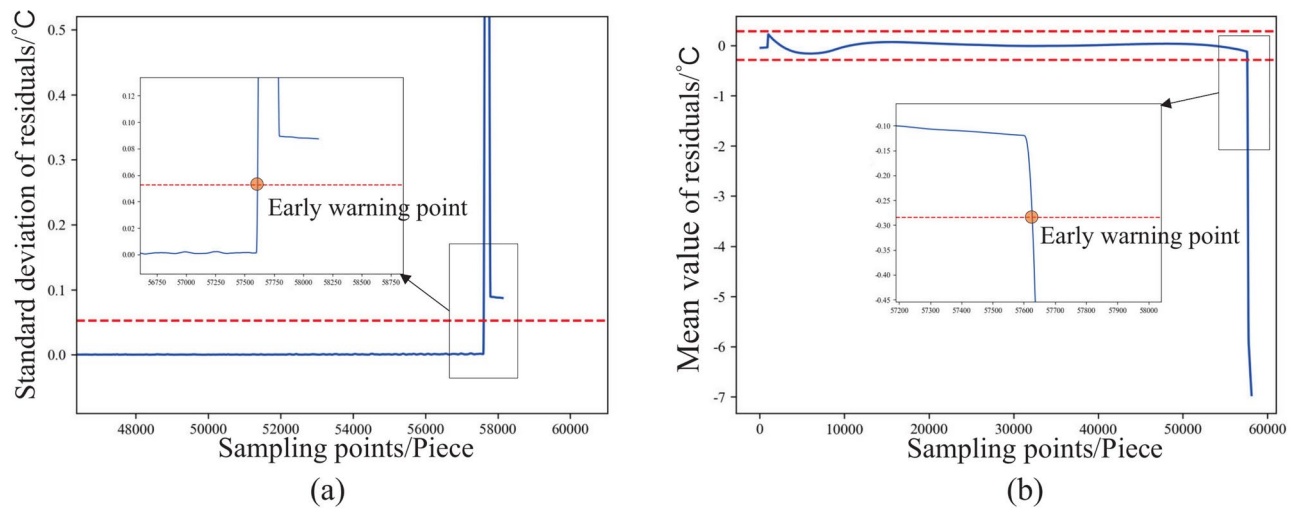 Standard deviation of residuals/°C
0.5
0.4
0.3
0.2
0.1
0.0
0.12
0.10
0.08
0.06
0.04
0.02
0.00
Early warning point
56750 57000 57250 57500 57750 58000 58250 58500 58750
48000 50000 52000 54000 56000 58000 60000
Sampling points/Piece
(a)
Mean value of residuals/°C
0
-1
-2
-3
-4
-5
-6
-7
-0.10
-0.15
-0.20
-0.25
-0.30
-0.35
-0.40
-0.45
Early warning point
57200 57300 57400 57500 57600 57700 57800 57900 58000
0 10000 20000 30000 40000 50000 60000
Sampling points/Piece
(b)